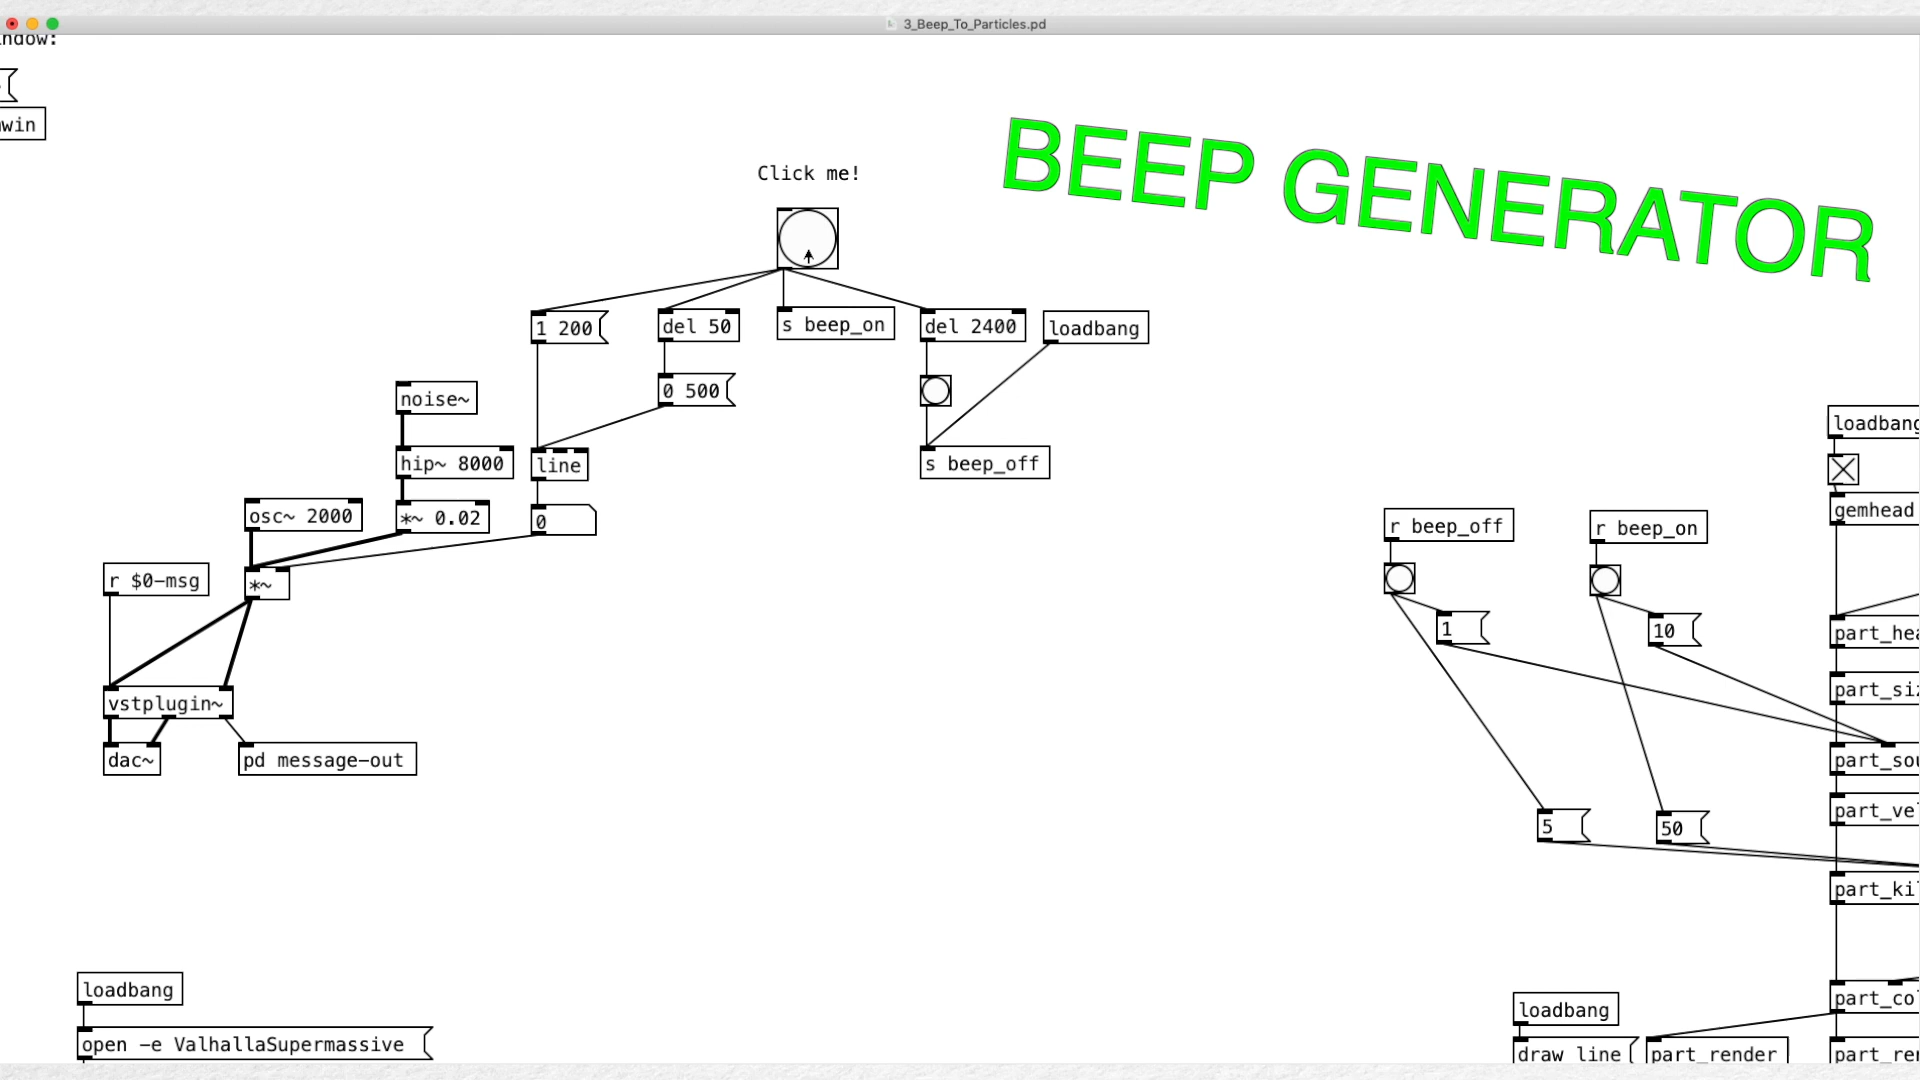 3_Beep_To_Particles.pd
ndow:
win
BEEP GENERATOR
Click me!
1 200
del 50
s beep_on
del 2400
loadbang
0 500
noise~
hip~ 8000
line
s beep_off
osc~ 2000
*~ 0.02
0
r $0-msg
*~
vstplugin~
dac~
pd message-out
loadbang
open -e ValhallaSupermassive
loadbang
gemhead
r beep_off
r beep_on
1
10
part_hea
part_siz
part_sou
part_ve
5
50
part_ki
part_co
loadbang
draw line
part_render
part_re